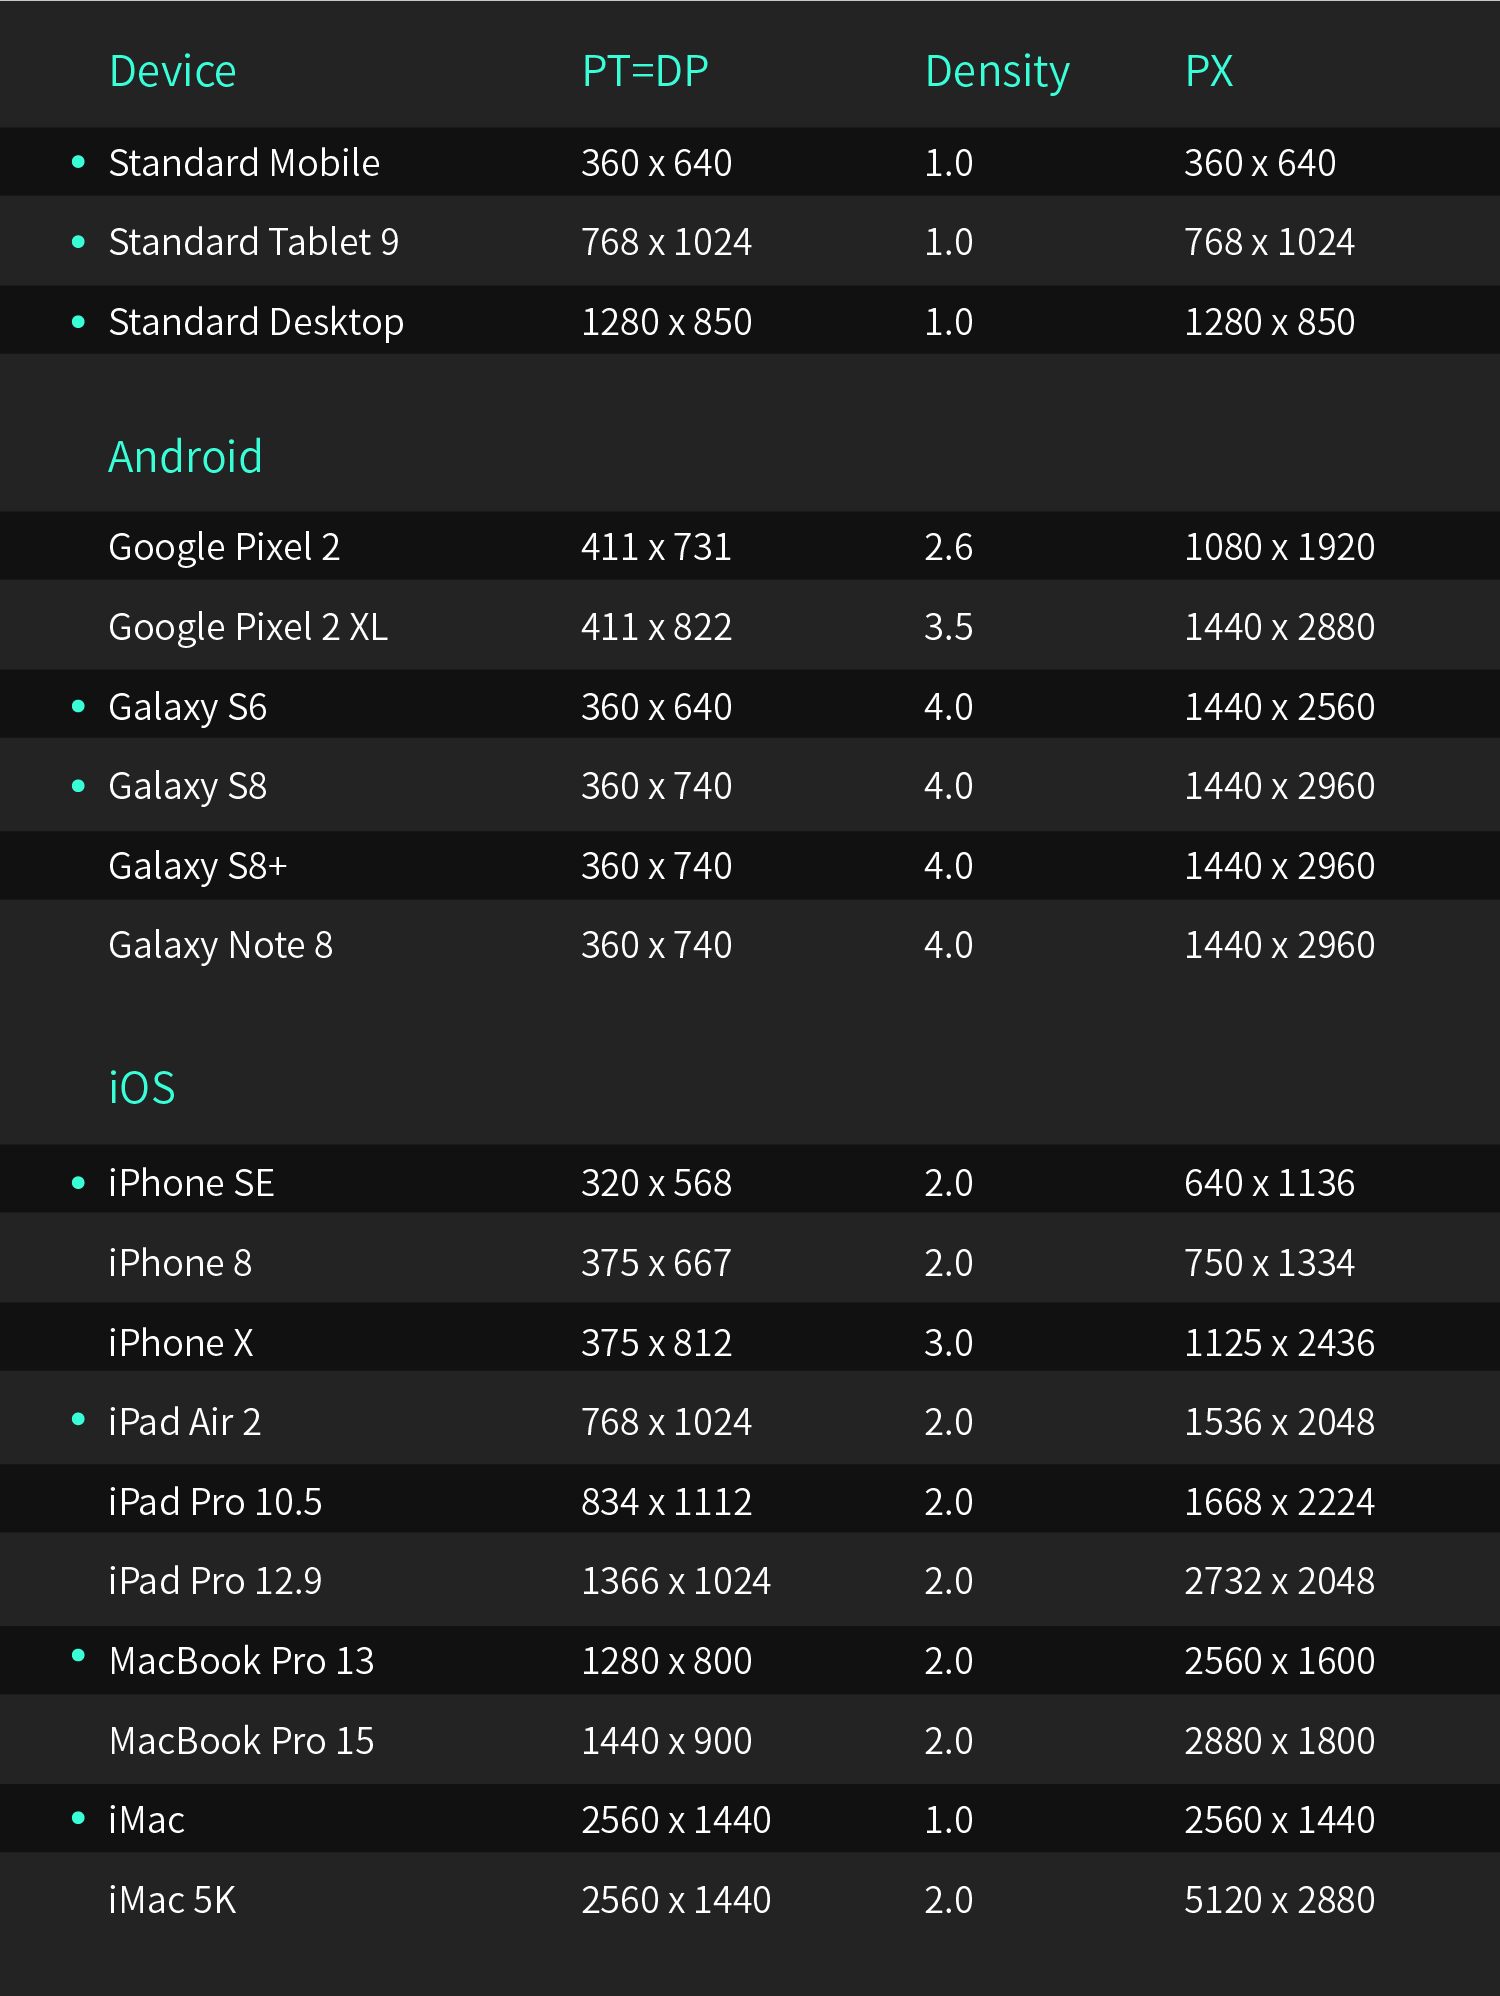 Device PT=DP Density PX
• Standard Mobile 360 x 640 1.0 360 x 640
• Standard Tablet 9 768 x 1024 1.0 768 x 1024
• Standard Desktop 1280 x 850 1.0 1280 x 850
Android
Google Pixel 2 411 x 731 2.6 1080 x 1920
Google Pixel 2 XL 411 x 822 3.5 1440 x 2880
• Galaxy S6 360 x 640 4.0 1440 x 2560
• Galaxy S8 360 x 740 4.0 1440 x 2960
Galaxy S8+ 360 x 740 4.0 1440 x 2960
Galaxy Note 8 360 x 740 4.0 1440 x 2960
iOS
• iPhone SE 320 x 568 2.0 640 x 1136
iPhone 8 375 x 667 2.0 750 x 1334
iPhone X 375 x 812 3.0 1125 x 2436
• iPad Air 2 768 x 1024 2.0 1536 x 2048
iPad Pro 10.5 834 x 1112 2.0 1668 x 2224
iPad Pro 12.9 1366 x 1024 2.0 2732 x 2048
• MacBook Pro 13 1280 x 800 2.0 2560 x 1600
MacBook Pro 15 1440 x 900 2.0 2880 x 1800
• iMac 2560 x 1440 1.0 2560 x 1440
iMac 5K 2560 x 1440 2.0 5120 x 2880